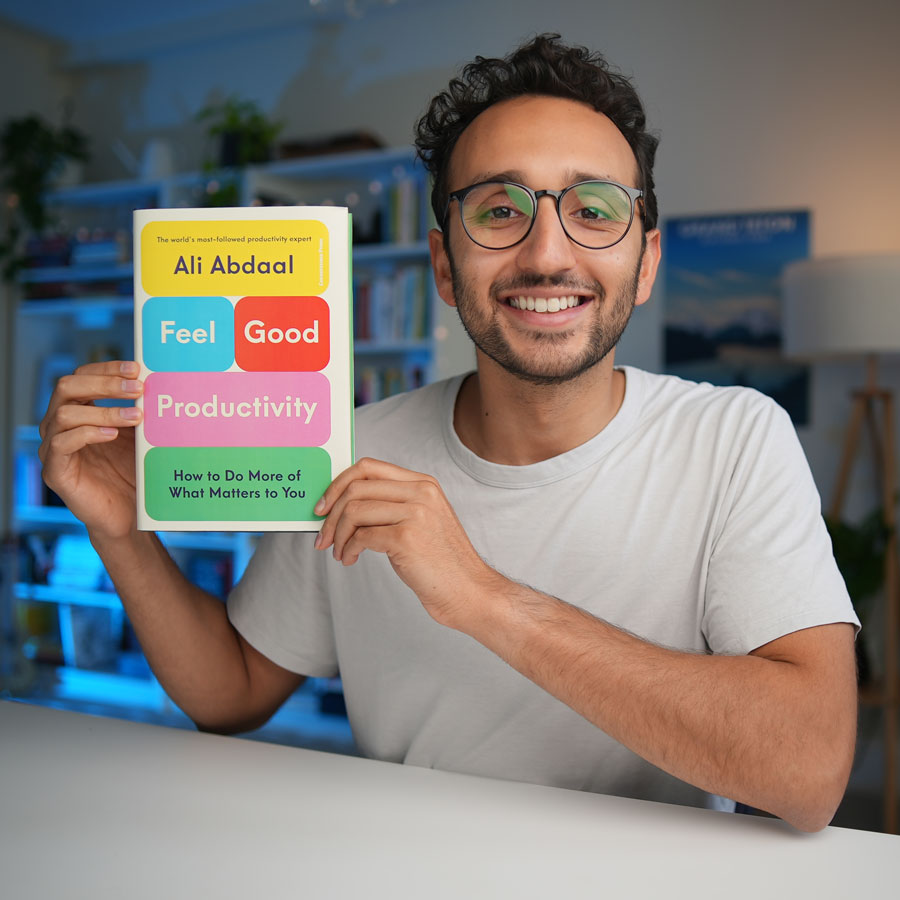 The world's most-followed productivity expert
Ali Abdaal
Feel Good
Productivity
How to Do More of
What Matters to You